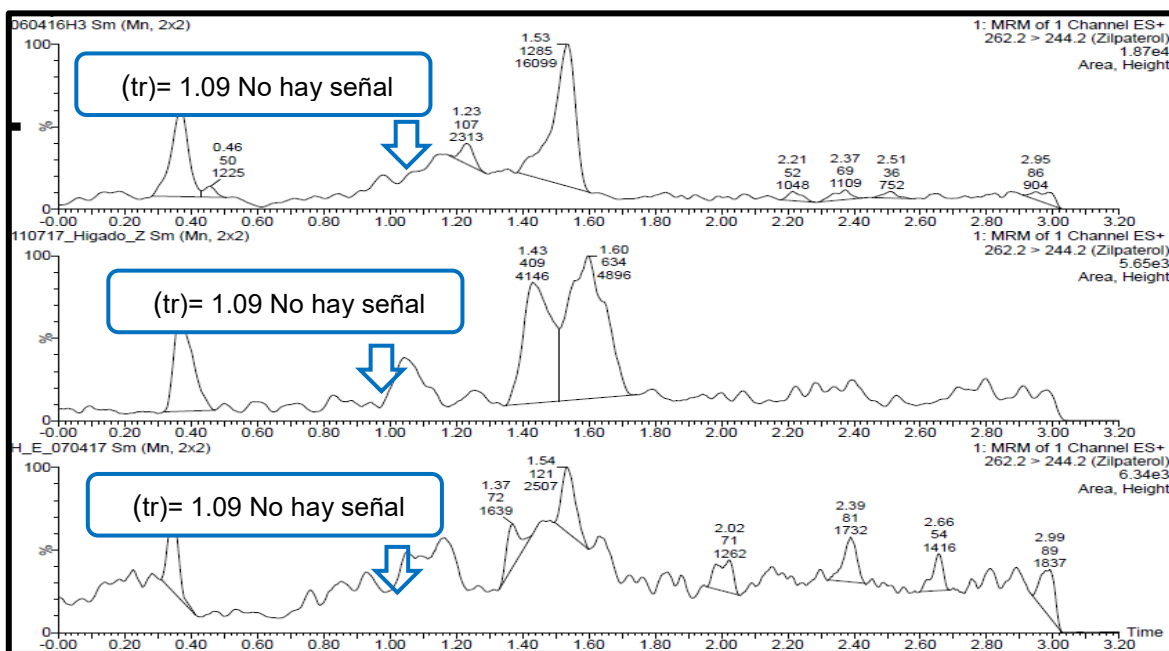 060416H3 Sm (Mn, 2x2)
1: MRM of 1 Channel ES+
262.2 > 244.2 (Zilpaterol)
1.87e4
Area, Height
100
%
0
(tr)= 1.09 No hay señal
0.46
50
1225
1.23
107
2313
1.53
1285
16099
2.21
52
1048
2.37
69
1109
2.51
36
752
2.95
86
904
-0.00 0.20 0.40 0.60 0.80 1.00 1.20 1.40 1.60 1.80 2.00 2.20 2.40 2.60 2.80 3.00 3.20
110717_Higado_Z Sm (Mn, 2x2)
1: MRM of 1 Channel ES+
262.2 > 244.2 (Zilpaterol)
5.65e3
Area, Height
100
%
0
(tr)= 1.09 No hay señal
1.43
409
4146
1.60
634
4896
-0.00 0.20 0.40 0.60 0.80 1.00 1.20 1.40 1.60 1.80 2.00 2.20 2.40 2.60 2.80 3.00 3.20
H_E_070417 Sm (Mn, 2x2)
1: MRM of 1 Channel ES+
262.2 > 244.2 (Zilpaterol)
6.34e3
Area, Height
100
%
0
(tr)= 1.09 No hay señal
1.37
72
1639
1.54
121
2507
2.02
71
1262
2.39
81
1732
2.66
54
1416
2.99
89
1837
Time
-0.00 0.20 0.40 0.60 0.80 1.00 1.20 1.40 1.60 1.80 2.00 2.20 2.40 2.60 2.80 3.00 3.20